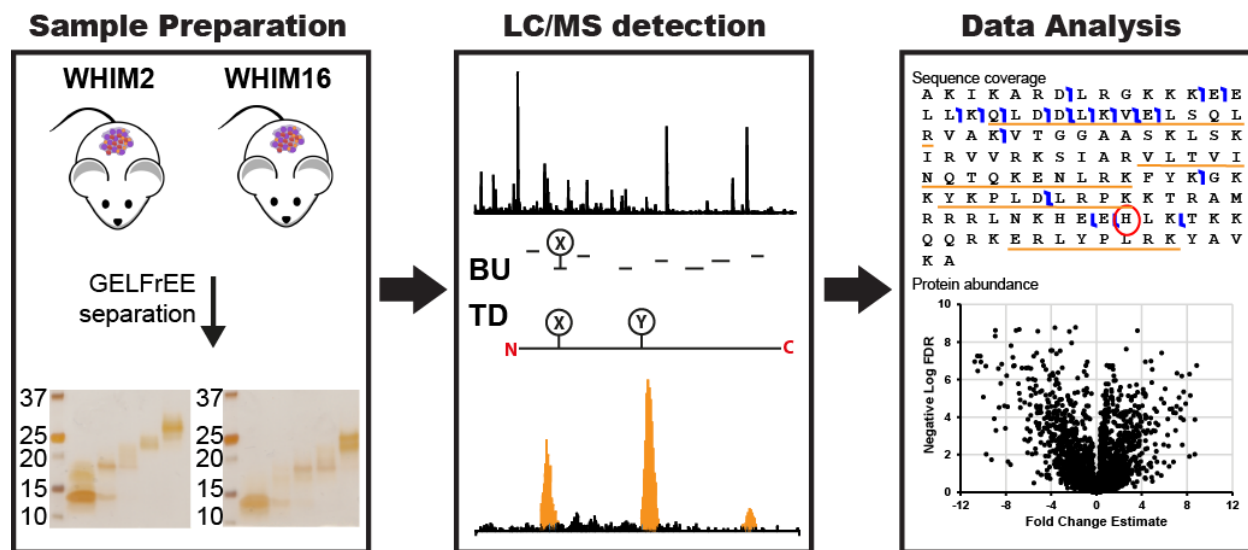 Sample Preparation
WHIM2
WHIM16
GELFrEE
separation
37
25
20
15
10
37
25
20
15
10
LC/MS detection
X
BU
TD
X
Y
N
C
Data Analysis
Sequence coverage
A K I K A R D L R G K K K E E
L L K Q L D D L K V E L S Q L
R V A K V T G G A A S K L S K
I R V V R K S I A R V L T V I
N Q T Q K E N L R K F Y K G K
K Y K P L D L R P K K T R A M
R R R L N K H E E H L K T K K
Q Q R K E R L Y P L R K Y A V
K A
Protein abundance
Negative Log FDR
10
8
6
4
2
0
-12
-8
-4
0
4
8
12
Fold Change Estimate